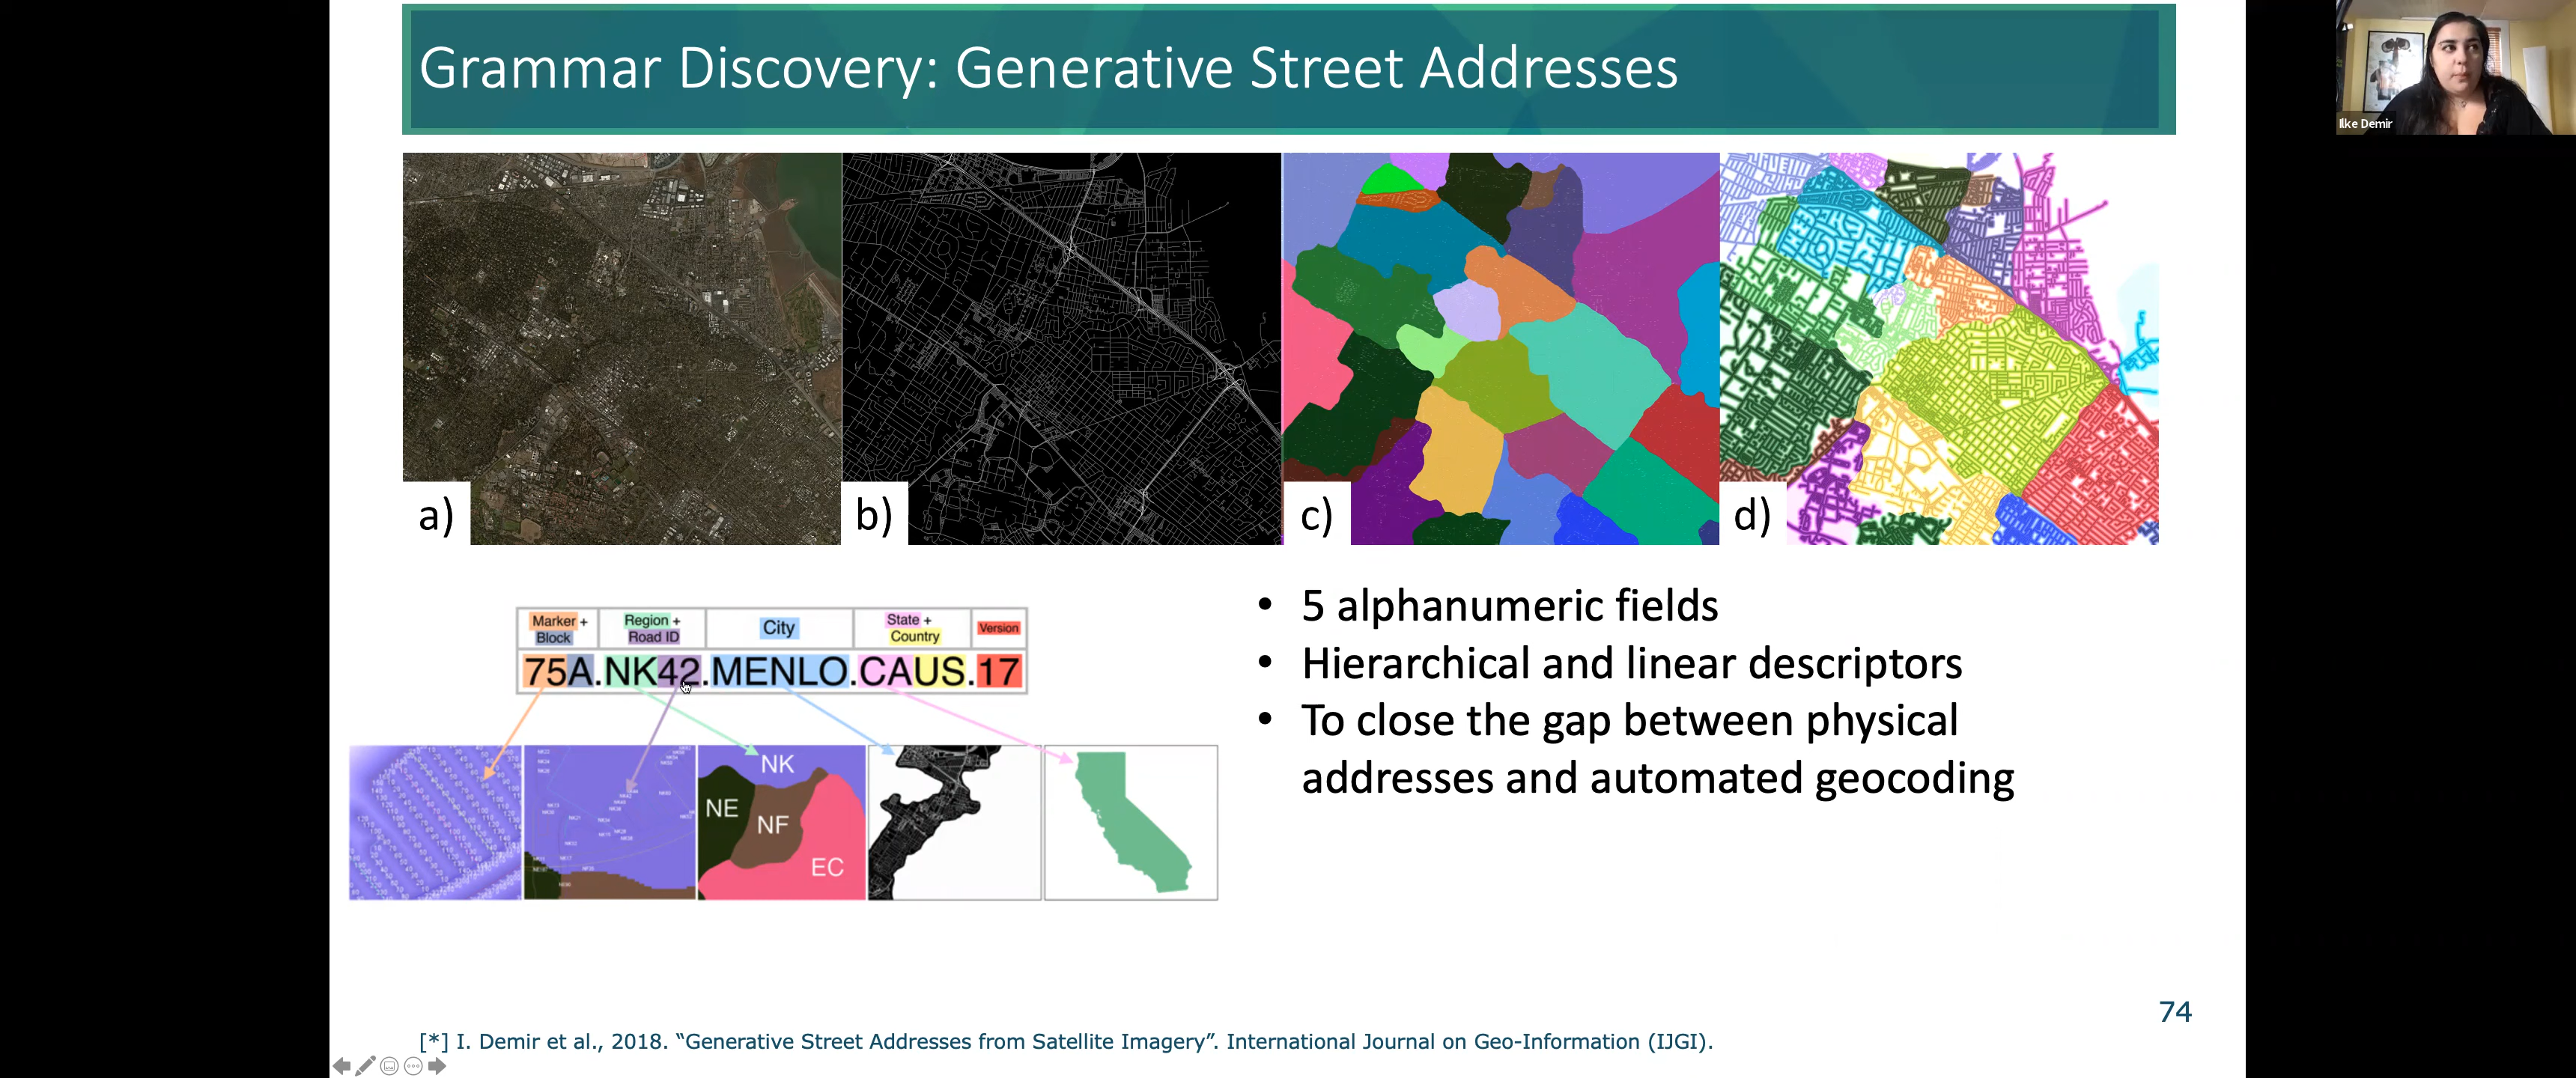 Grammar Discovery: Generative Street Addresses
Ilke Demir
a)
b)
c)
d)
Marker + Block
Region + Road ID
City
State + Country
Version
75A.NK42.MENLO.CAUS.17
NK
NE
NF
EC
• 5 alphanumeric fields
• Hierarchical and linear descriptors
• To close the gap between physical
addresses and automated geocoding
74
[*] I. Demir et al., 2018. “Generative Street Addresses from Satellite Imagery”. International Journal on Geo-Information (IJGI).